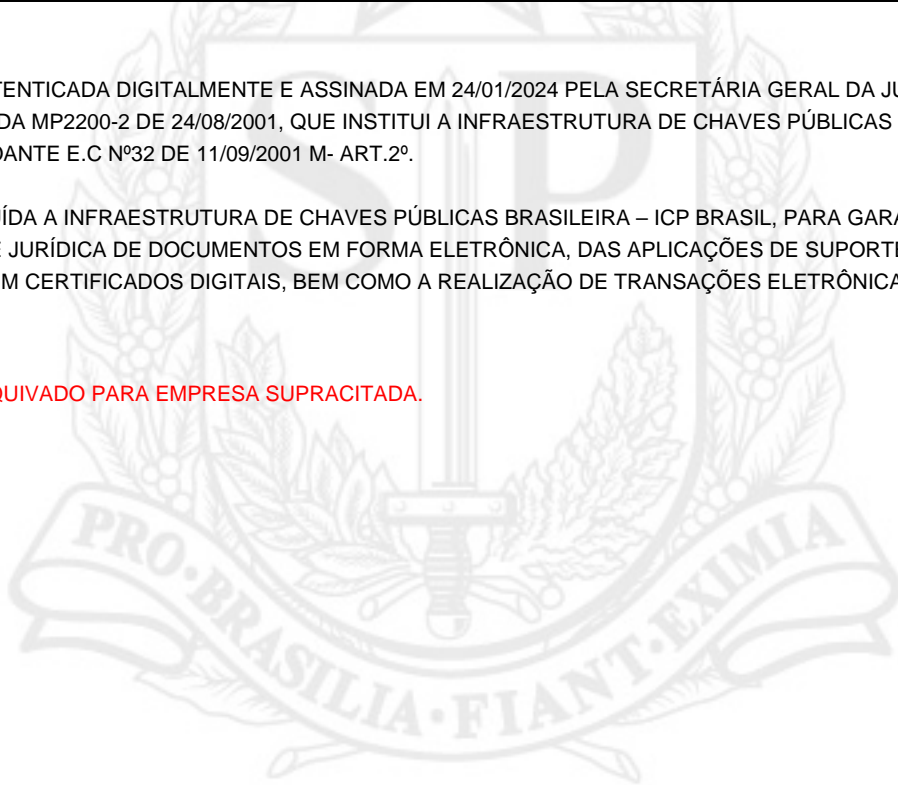 TENTICADA DIGITALMENTE E ASSINADA EM 24/01/2024 PELA SECRETÁRIA GERAL DA JU
DA MP2200-2 DE 24/08/2001, QUE INSTITUI A INFRAESTRUTURA DE CHAVES PÚBLICAS
DANTE E.C Nº32 DE 11/09/2001 M- ART.2º.
UÍDA A INFRAESTRUTURA DE CHAVES PÚBLICAS BRASILEIRA – ICP BRASIL, PARA GARA
E JURÍDICA DE DOCUMENTOS EM FORMA ELETRÔNICA, DAS APLICAÇÕES DE SUPORTE
EM CERTIFICADOS DIGITAIS, BEM COMO A REALIZAÇÃO DE TRANSAÇÕES ELETRÔNICA
QUIVADO PARA EMPRESA SUPRACITADA.
SP
PRO·BRASILIA·FIANT·EXIMIA